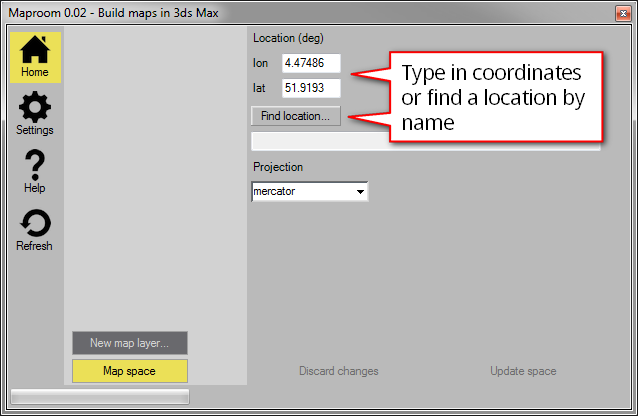 Maproom 0.02 - Build maps in 3ds Max
Home
Settings
Help
Refresh
Location (deg)
lon 4.47486
lat 51.9193
Find location...
Type in coordinates
or find a location by
name
Projection
mercator
New map layer...
Map space
Discard changes
Update space